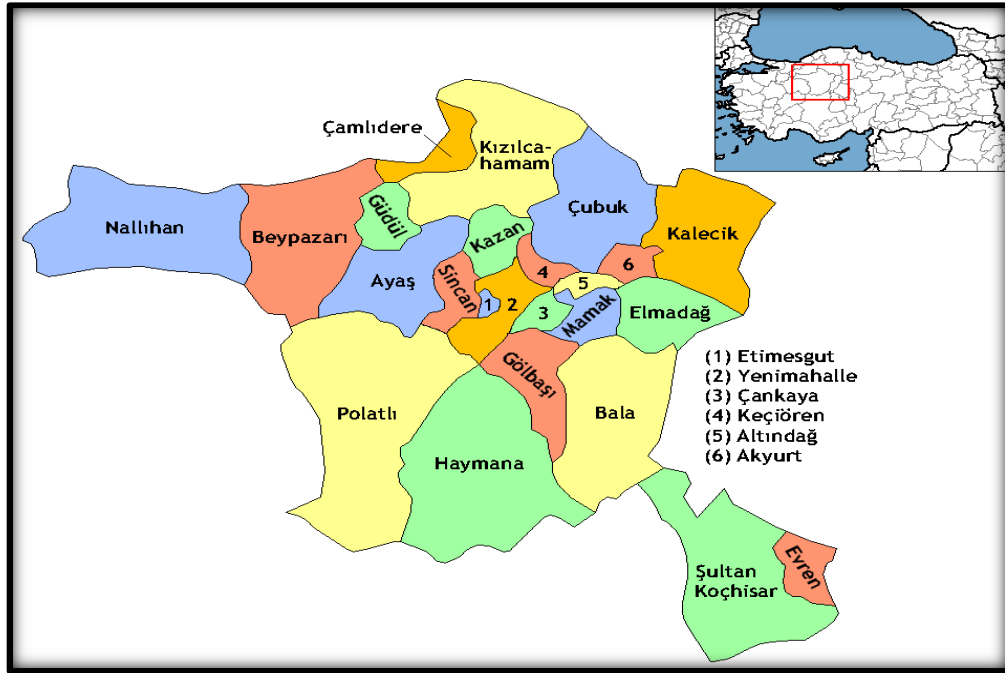 Çamlıdere
Kızılca-
hamam
Çubuk
Kalecik
Nallıhan
Beypazarı
Güdül
Kazan
Ayaş
Sincan
4
6
5
1
2
3
Mamak
Elmadağ
Gölbaşı
Polatlı
Bala
Haymana
(1) Etimesgut
(2) Yenimahalle
(3) Çankaya
(4) Keçiören
(5) Altındağ
(6) Akyurt
Evren
Şultan
Koçhisar